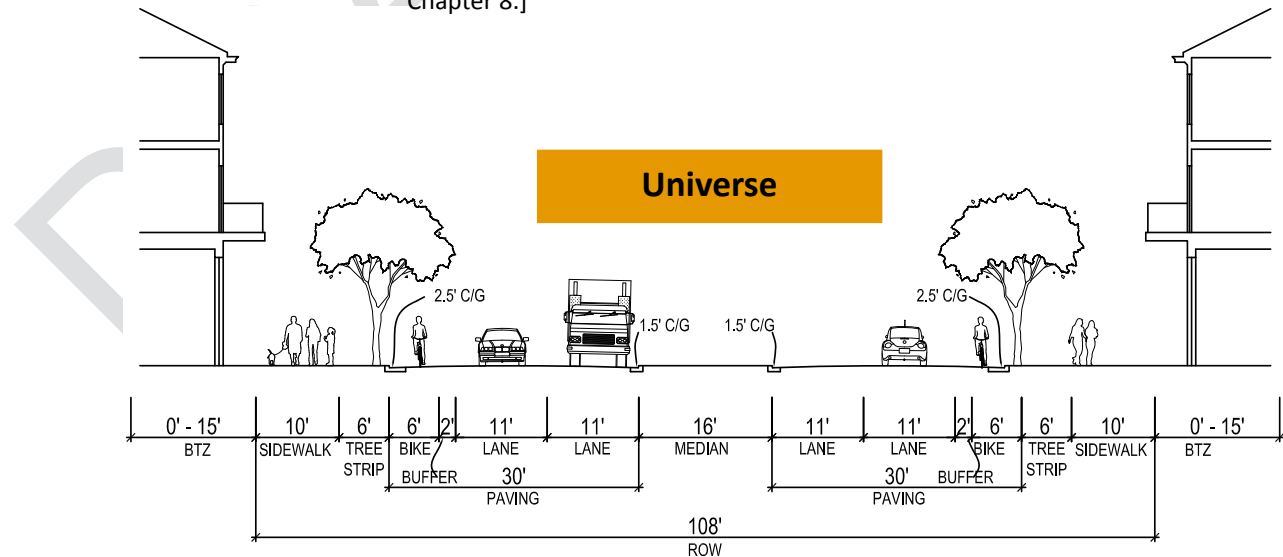 Chapter 8.]
Universe
2.5' C/G
2.5' C/G
1.5' C/G
1.5' C/G
0' - 15'
10'
6'
6'
2'
11'
11'
16'
11'
11'
2'
6'
6'
10'
0' - 15'
BTZ
SIDEWALK
TREE
STRIP
BIKE
BUFFER
LANE
LANE
MEDIAN
LANE
LANE
BUFFER
BIKE
TREE
STRIP
SIDEWALK
BTZ
30'
PAVING
30'
PAVING
108'
ROW